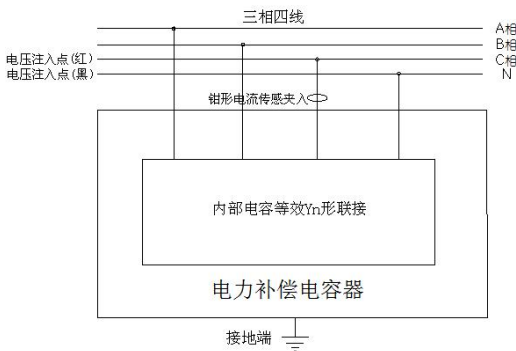 三相四线
A相
B相
电压注入点(红)
C相
电压注入点(黑)
N
钳形电流传感夹入
内部电容等效Yn形联接
电力补偿电容器
接地端